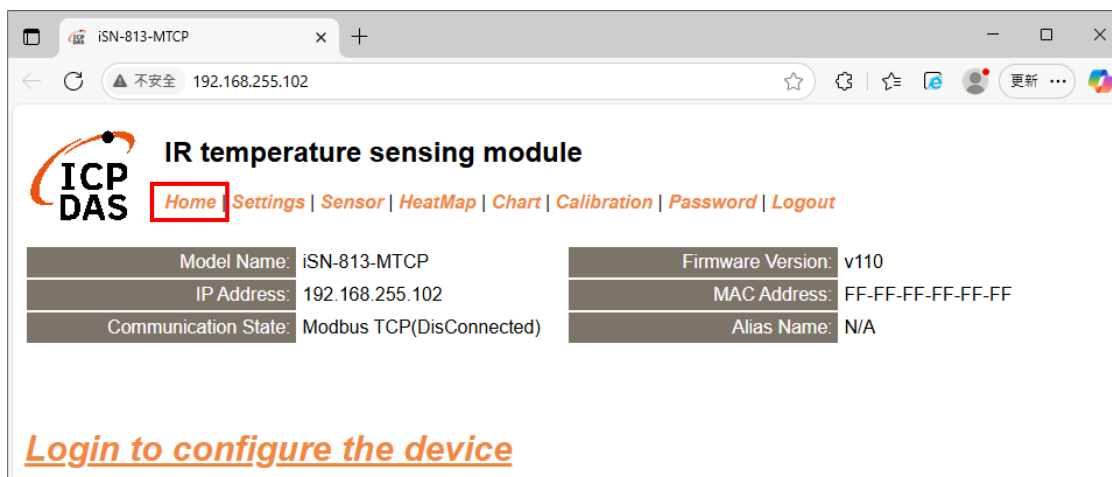 iSN-813-MTCP
不安全 192.168.255.102
更新
ICP
DAS
IR temperature sensing module
Home | Settings | Sensor | HeatMap | Chart | Calibration | Password | Logout
Model Name: iSN-813-MTCP Firmware Version: v110
IP Address: 192.168.255.102 MAC Address: FF-FF-FF-FF-FF-FF
Communication State: Modbus TCP(DisConnected) Alias Name: N/A
Login to configure the device